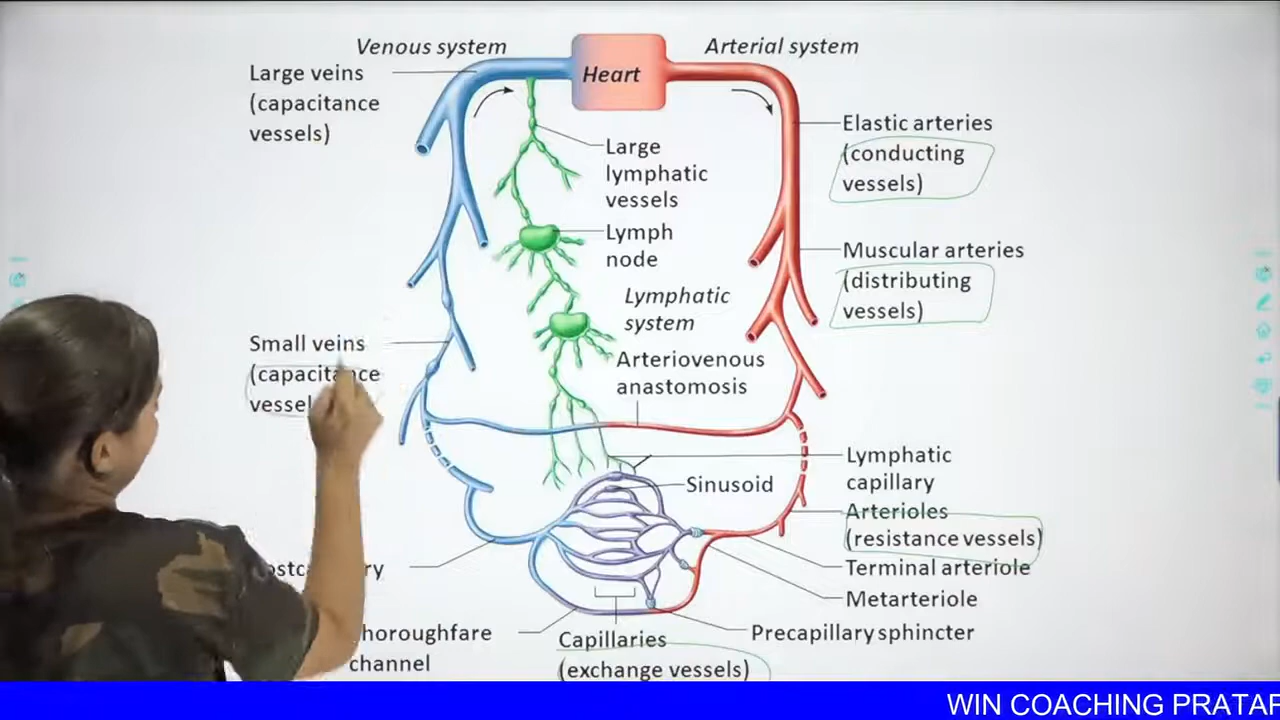 Venous system
Arterial system
Large veins
(capacitance
vessels)
Heart
Elastic arteries
(conducting
vessels)
Large
lymphatic
vessels
Lymph
node
Muscular arteries
(distributing
vessels)
Lymphatic
system
Small veins
(capacitance
Arteriovenous
anastomosis
Lymphatic
capillary
Sinusoid
Arterioles
(resistance vessels)
Terminal arteriole
Metarteriole
Precapillary sphincter
channel
Capillaries
(exchange vessels)
WIN COACHING